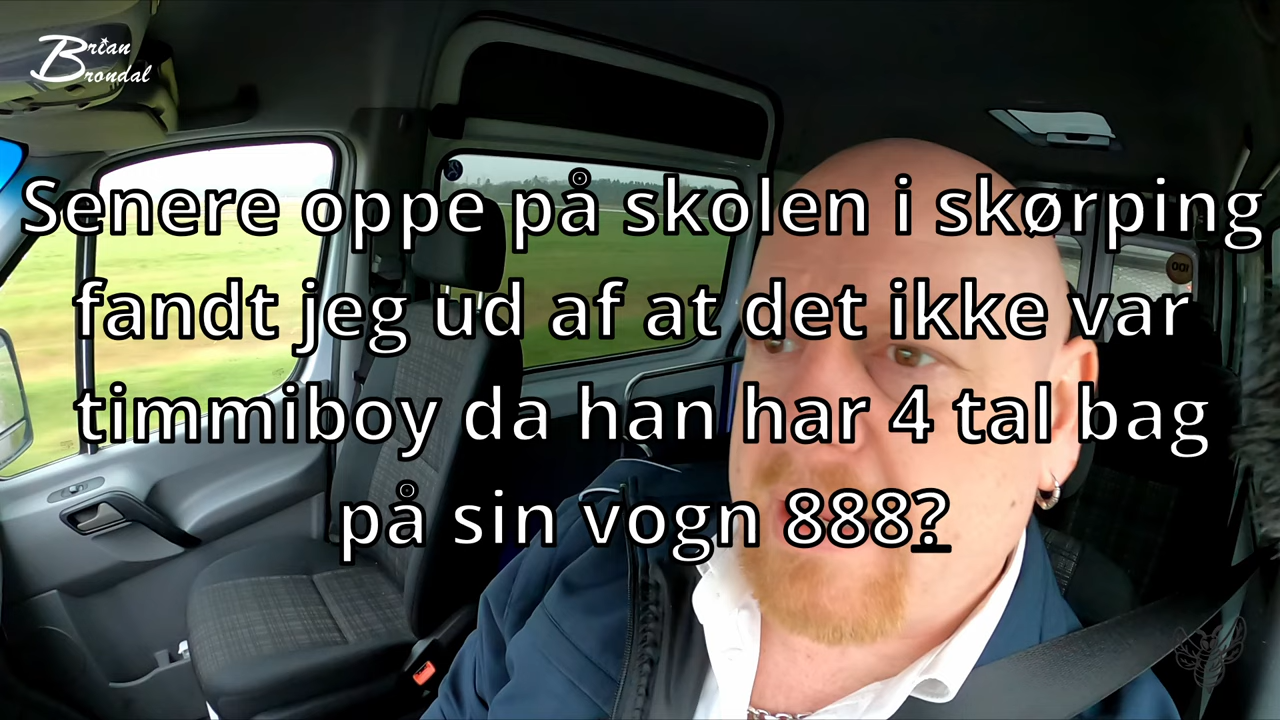 Brian
Brondal
Senere oppe på skolen i skørping
fandt jeg ud af at det ikke var
timmiboy da han har 4 tal bag
på sin vogn 888?
100